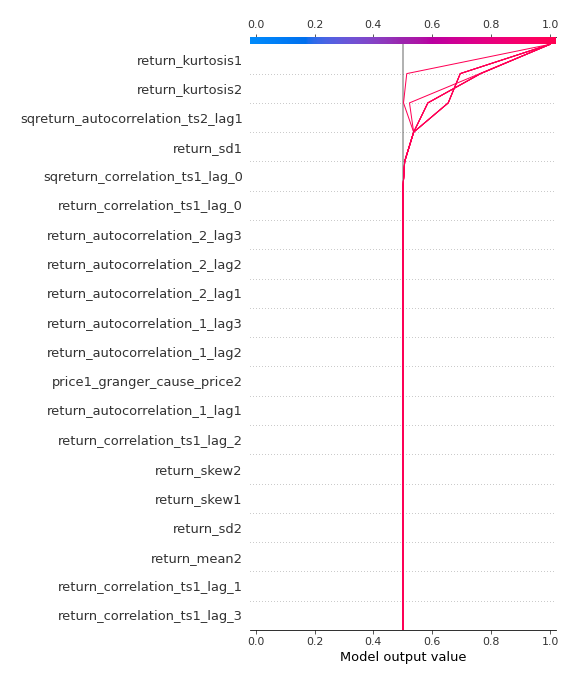 0.0 0.2 0.4 0.6 0.8 1.0
return_kurtosis1
return_kurtosis2
sqreturn_autocorrelation_ts2_lag1
return_sd1
sqreturn_correlation_ts1_lag_0
return_correlation_ts1_lag_0
return_autocorrelation_2_lag3
return_autocorrelation_2_lag2
return_autocorrelation_2_lag1
return_autocorrelation_1_lag3
return_autocorrelation_1_lag2
price1_granger_cause_price2
return_autocorrelation_1_lag1
return_correlation_ts1_lag_2
return_skew2
return_skew1
return_sd2
return_mean2
return_correlation_ts1_lag_1
return_correlation_ts1_lag_3
0.0 0.2 0.4 0.6 0.8 1.0
Model output value